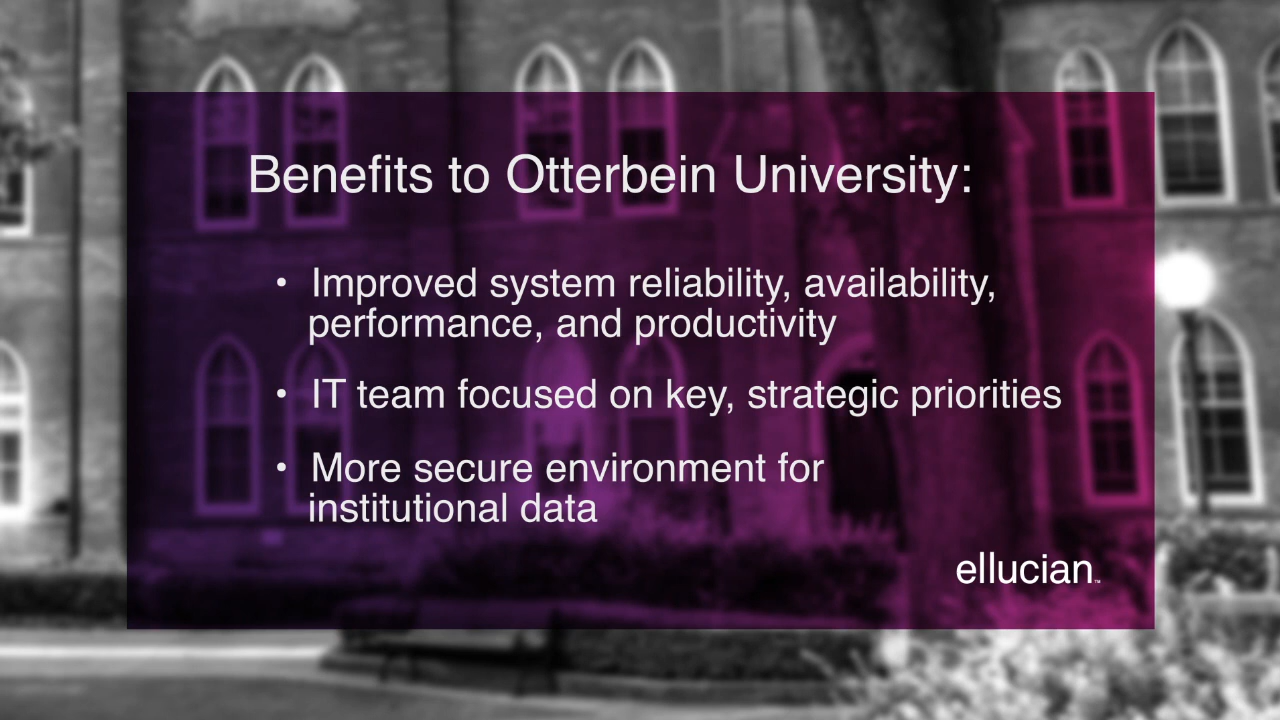 Benefits to Otterbein University:
• Improved system reliability, availability,
performance, and productivity
• IT team focused on key, strategic priorities
• More secure environment for
institutional data
ellucian™